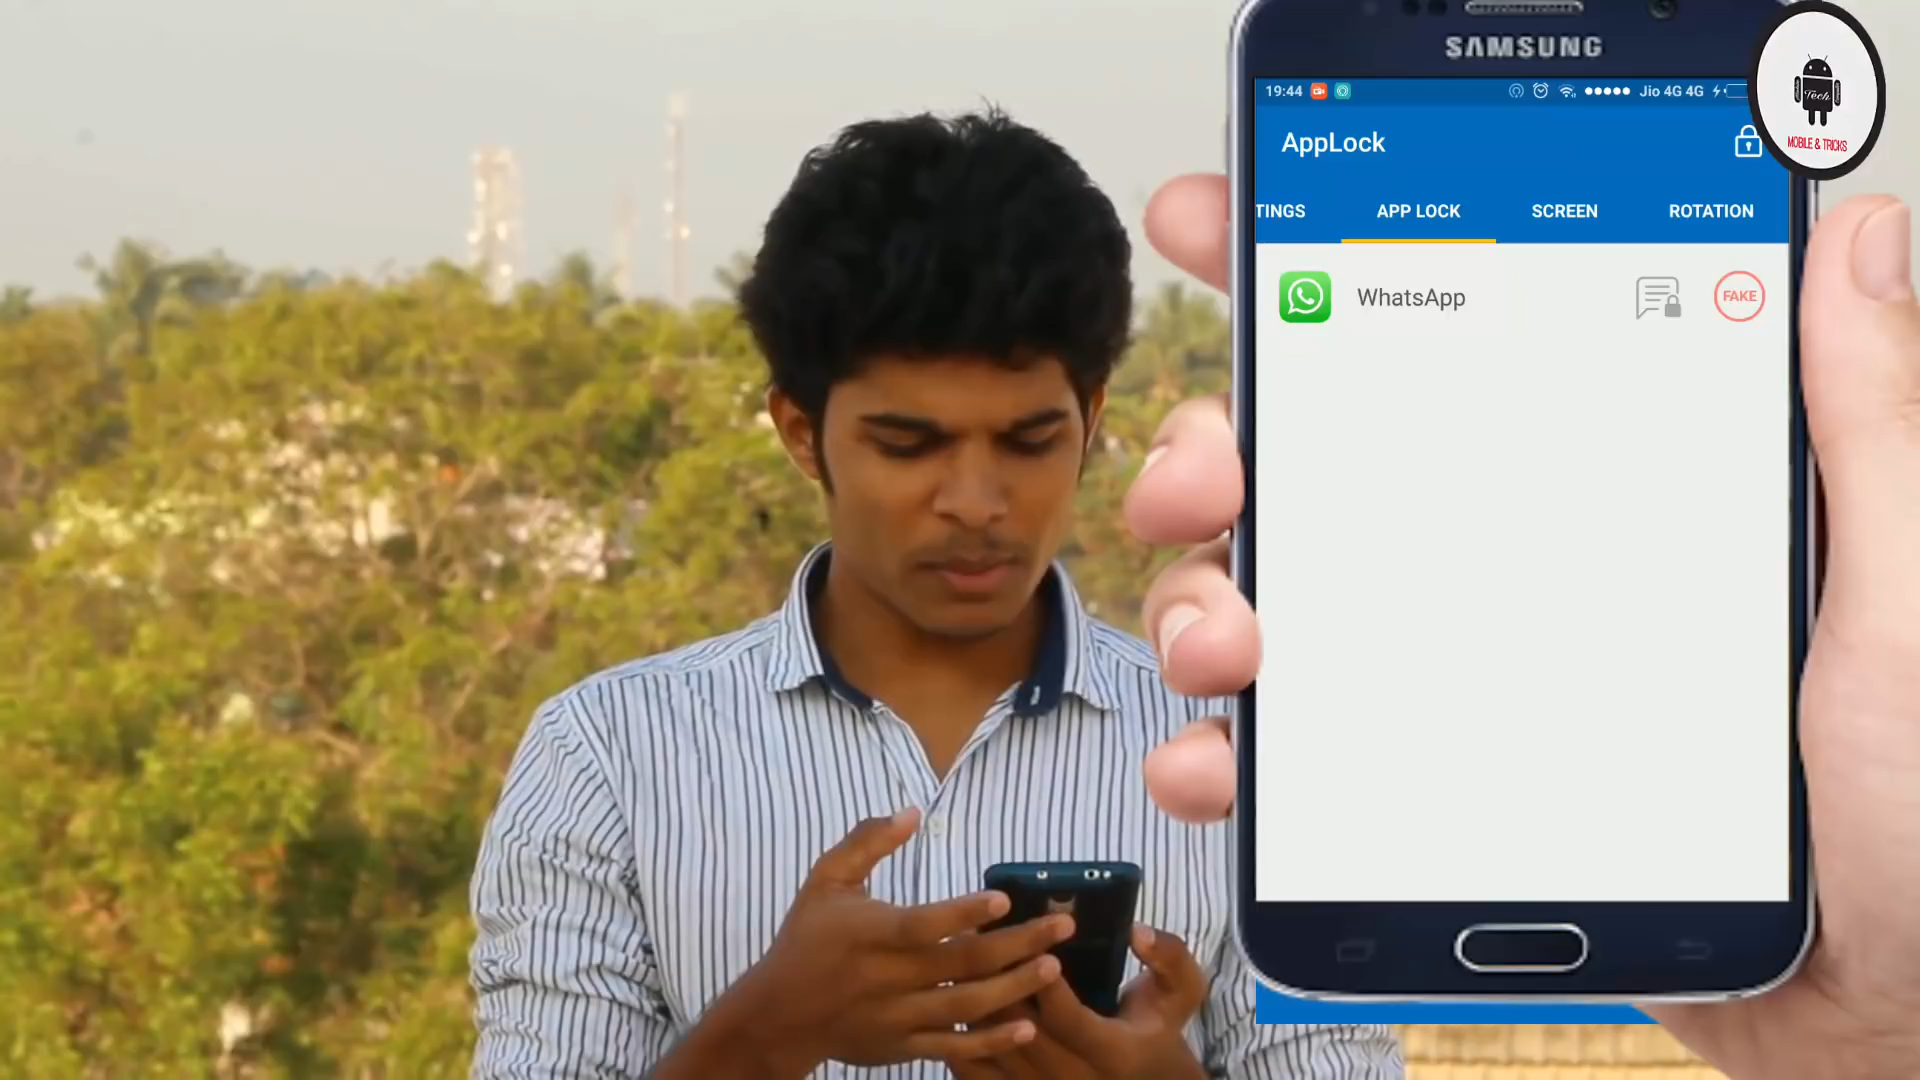 SAMSUNG
19:44
Jio 4G 4G
AppLock
TINGS
APP LOCK
SCREEN
ROTATION
WhatsApp
FAKE
Tech
MOBILE & TRICKS